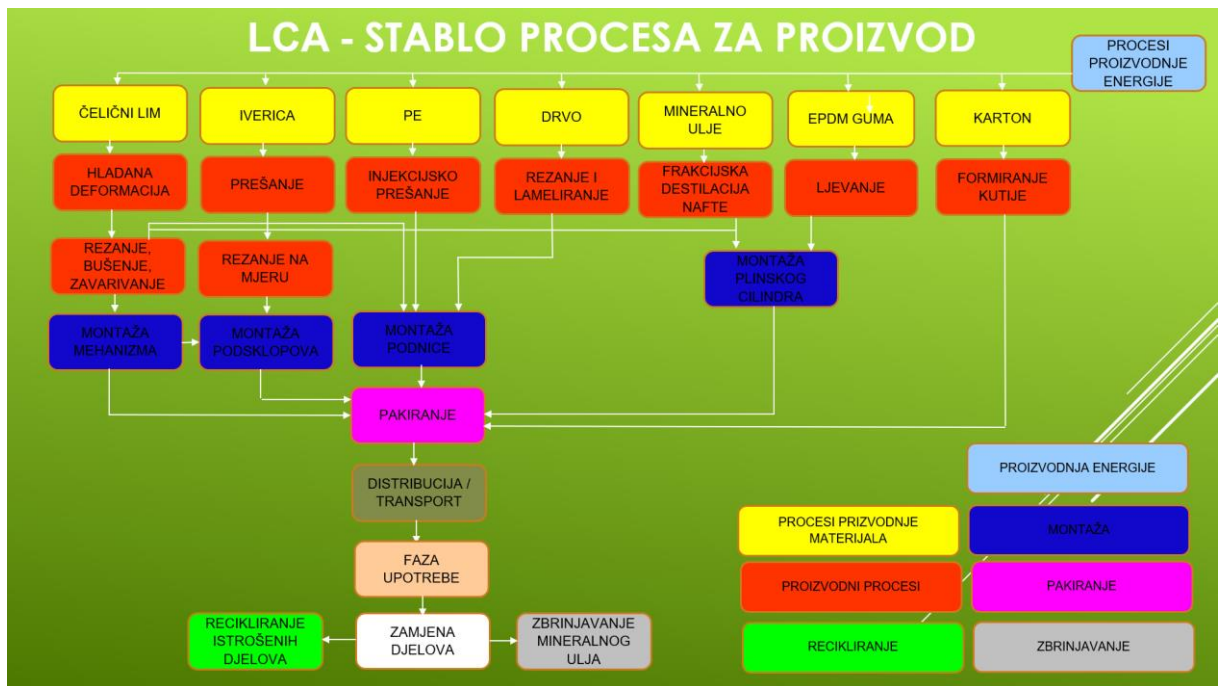 LCA - STABLO PROCESA ZA PROIZVOD
PROCESI
PROIZVODNJE
ENERGIJE
ČELIČNI LIM
IVERICA
PE
DRVO
MINERALNO
ULJE
EPDM GUMA
KARTON
HLADANA
DEFORMACIJA
PREŠANJE
INJEKCIJSKO
PREŠANJE
REZANJE I
LAMELIRANJE
FRAKCIJSKA
DESTILACIJA
NAFTE
LJEVANJE
FORMIRANJE
KUTIJE
REZANJE,
BUŠENJE,
ZAVARIVANJE
REZANJE NA
MJERU
MONTAŽA
PLINSKOG
CILINDRA
MONTAŽA
MEHANIZMA
MONTAŽA
PODSKLOPOVA
MONTAŽA
PODNICE
PAKIRANJE
DISTRIBUCIJA /
TRANSPORT
FAZA
UPOTREBE
RECIKLIRANJE
ISTROŠENIH
DJELOVA
ZAMJENA
DJELOVA
ZBRINJAVANJE
MINERALNOG
ULJA
PROIZVODNJA ENERGIJE
PROCESI PRIZVODNJE
MATERIJALA
MONTAŽA
PROIZVODNI PROCESI
PAKIRANJE
RECIKLIRANJE
ZBRINJAVANJE